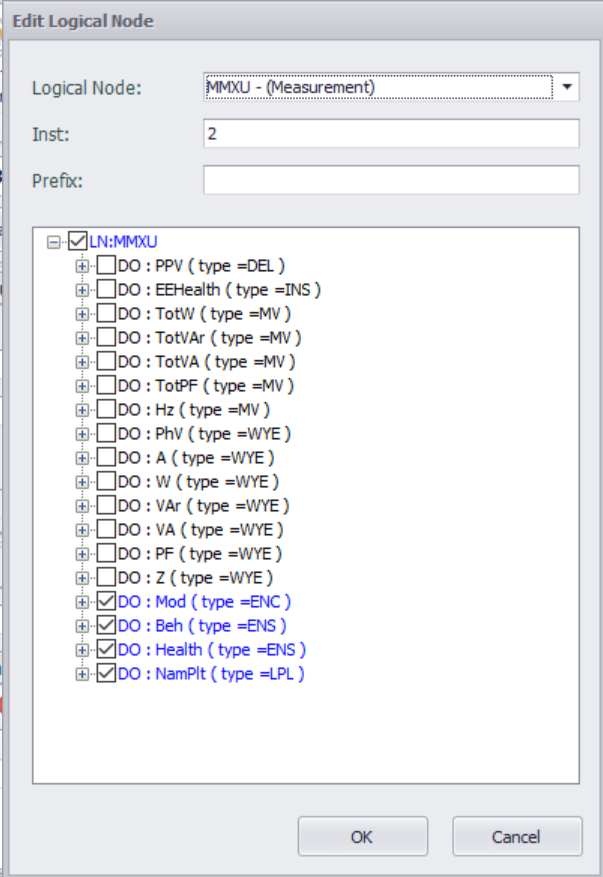 Edit Logical Node
Logical Node: MMXU - (Measurement)
Inst: 2
Prefix:
LN:MMXU
DO : PPV ( type =DEL )
DO : EEHealth ( type =INS )
DO : TotW ( type =MV )
DO : TotVAr ( type =MV )
DO : TotVA ( type =MV )
DO : TotPF ( type =MV )
DO : Hz ( type =MV )
DO : PhV ( type =WYE )
DO : A ( type =WYE )
DO : W ( type =WYE )
DO : VAr ( type =WYE )
DO : VA ( type =WYE )
DO : PF ( type =WYE )
DO : Z ( type =WYE )
DO : Mod ( type =ENC )
DO : Beh ( type =ENS )
DO : Health ( type =ENS )
DO : NamPlt ( type =LPL )
OK Cancel